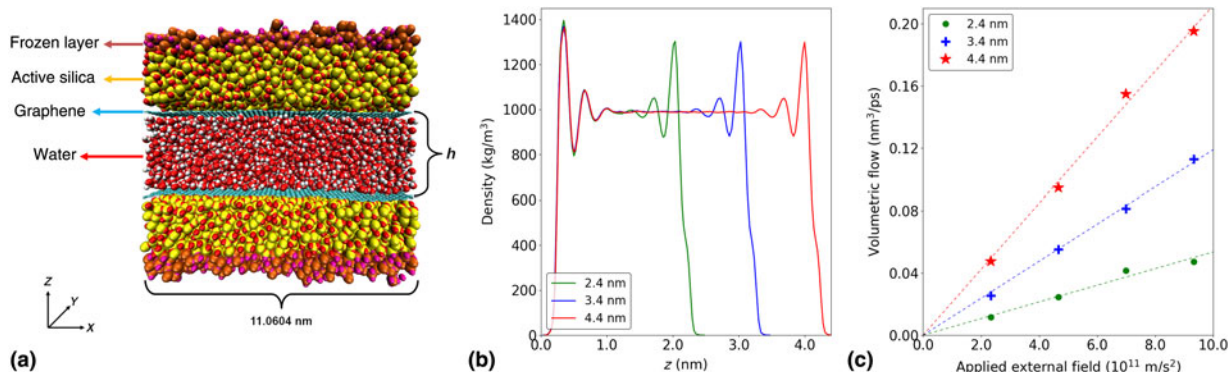 Frozen layer
Active silica
Graphene
Water
h
Z
Y
X
11.0604 nm
(a)
1400
1200
1000
800
600
400
200
0
Density (kg/m³)
2.4 nm
3.4 nm
4.4 nm
0.0 1.0 2.0 3.0 4.0
z (nm)
(b)
0.20
0.16
0.12
0.08
0.04
0.00
Volumetric flow (nm³/ps)
2.4 nm
3.4 nm
4.4 nm
0.0 2.0 4.0 6.0 8.0 10.0
Applied external field (10¹¹ m/s²)
(c)